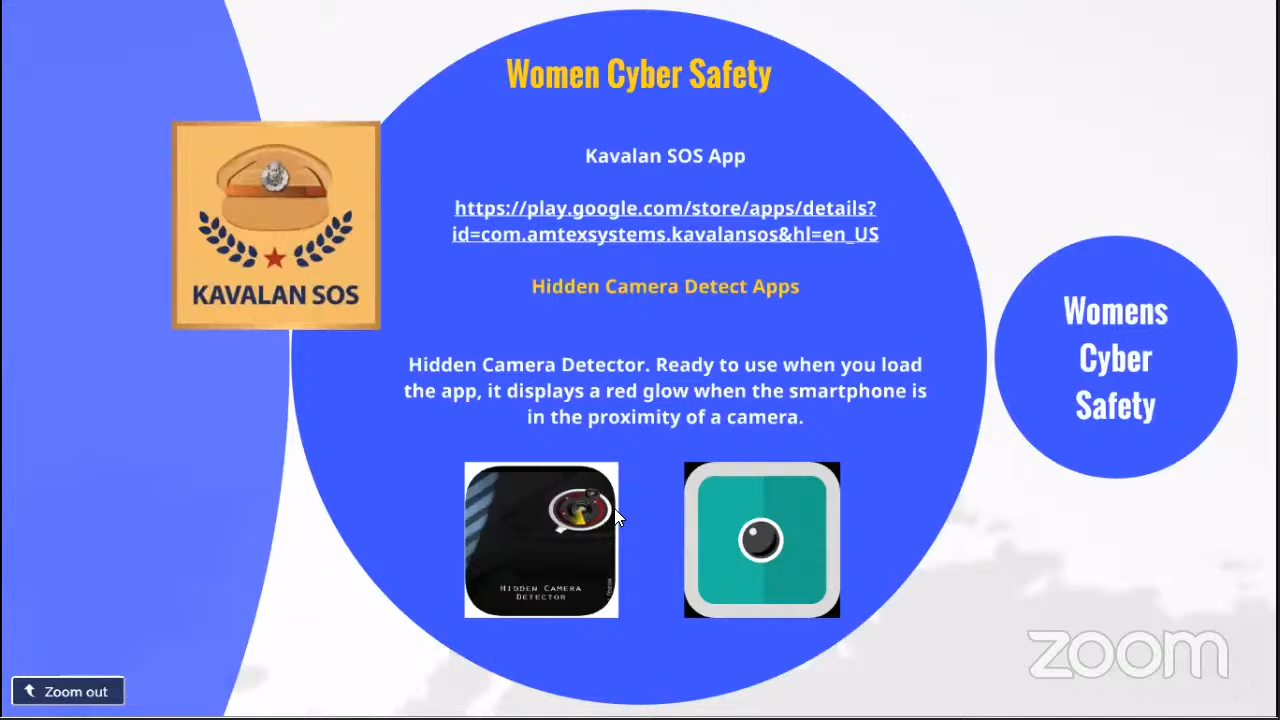 Women Cyber Safety
Kavalan SOS App
https://play.google.com/store/apps/details?
id=com.amtexsystems.kavalansos&hl=en_US
KAVALAN SOS
Hidden Camera Detect Apps
Hidden Camera Detector. Ready to use when you load
the app, it displays a red glow when the smartphone is
in the proximity of a camera.
HIDDEN CAMERA
DETECTOR
Womens
Cyber
Safety
zoom
Zoom out